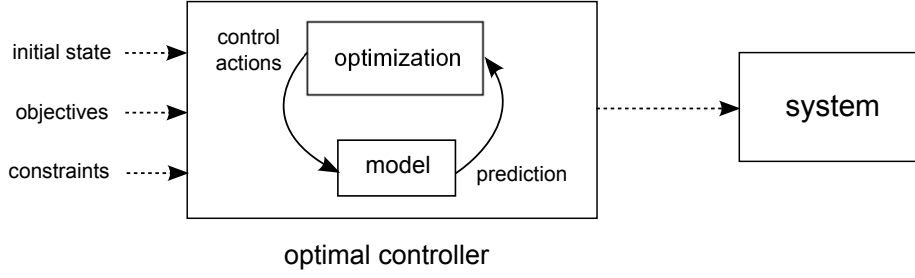 initial state
objectives
constraints
control
actions
optimization
model
prediction
optimal controller
system